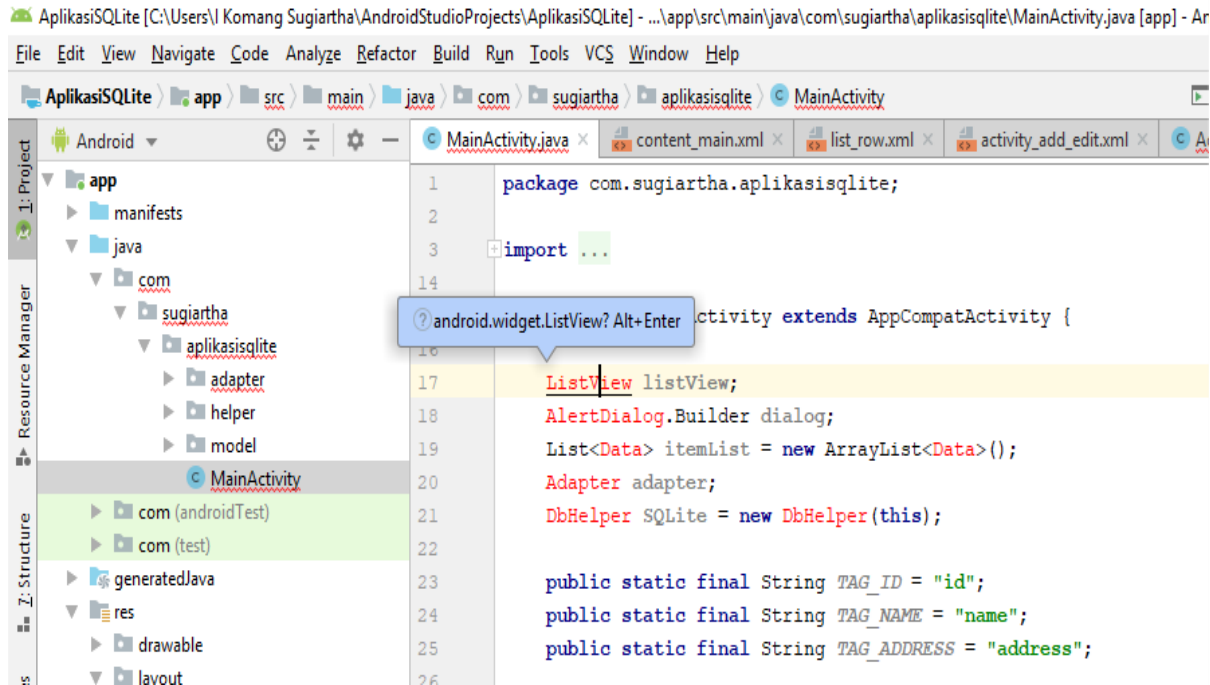 AplikasiSQLite [C:\Users\I Komang Sugiartha\AndroidStudioProjects\AplikasiSQLite] - ...\app\src\main\java\com\sugiartha\aplikasisqlite\MainActivity.java [app] - An
File Edit View Navigate Code Analyze Refactor Build Run Tools VCS Window Help
AplikasiSQLite app src main java com sugiartha aplikasisqlite MainActivity
Android
MainActivity.java content_main.xml list_row.xml activity_add_edit.xml
1: Project
Resource Manager
7: Structure
app
manifests
java
com
sugiartha
aplikasisqlite
adapter
helper
model
MainActivity
com (androidTest)
com (test)
generatedJava
res
drawable
layout
1 package com.sugiartha.aplikasisqlite;
2
3 import ...
14
android.widget.ListView? Alt+Enter
ctivity extends AppCompatActivity {
16
17 ListView listView;
18 AlertDialog.Builder dialog;
19 List<Data> itemList = new ArrayList<Data>();
20 Adapter adapter;
21 DbHelper SQLite = new DbHelper(this);
22
23 public static final String TAG_ID = "id";
24 public static final String TAG_NAME = "name";
25 public static final String TAG_ADDRESS = "address";
26